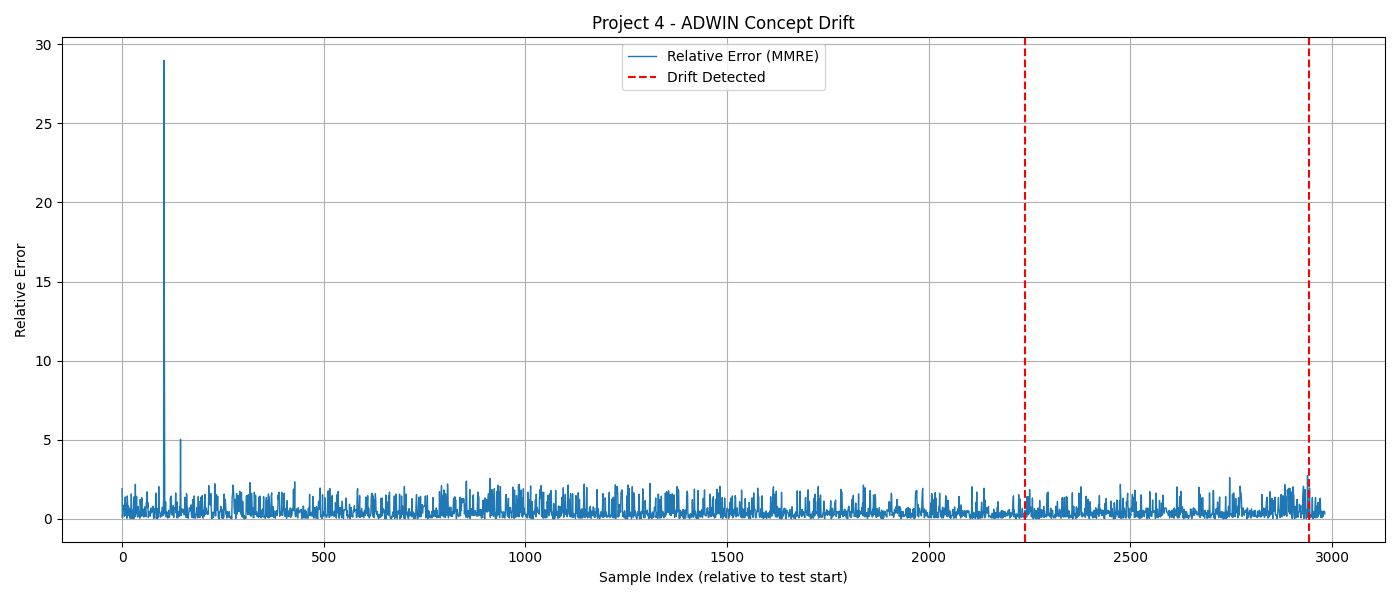 Project 4 - ADWIN Concept Drift
Relative Error (MMRE)
Drift Detected
Relative Error
30
25
20
15
10
5
0
0 500 1000 1500 2000 2500 3000
Sample Index (relative to test start)